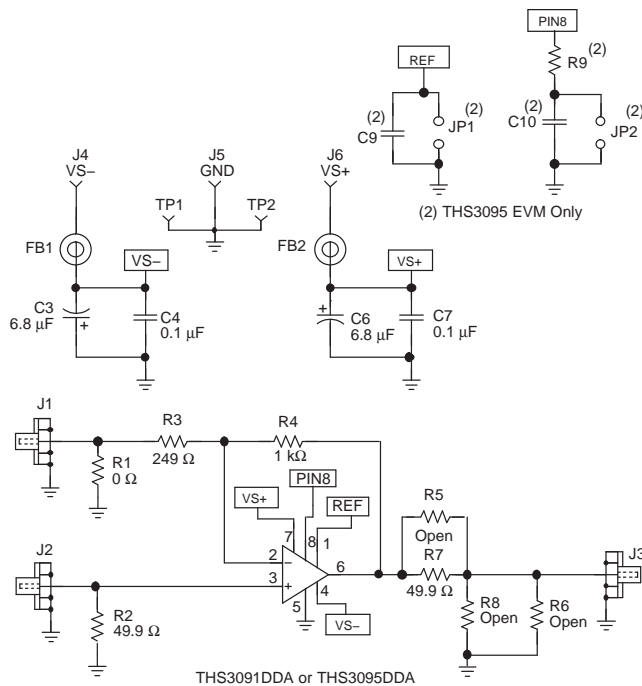 PIN8
REF
R9
(2)
(2)
C9
(2)
JP1
(2)
C10
(2)
JP2
(2) THS3095 EVM Only
J4
VS−
J5
GND
J6
VS+
TP1
TP2
FB1
VS−
FB2
VS+
C3
6.8 µF
+
C4
0.1 µF
+
C6
6.8 µF
C7
0.1 µF
J1
R3
249 Ω
R4
1 kΩ
R1
0 Ω
PIN8
VS+
REF
R5
Open
7
8
1
2
−
6
R7
49.9 Ω
J3
J2
3
+
5
4
VS−
R2
49.9 Ω
R8
Open
R6
Open
THS3091DDA or THS3095DDA